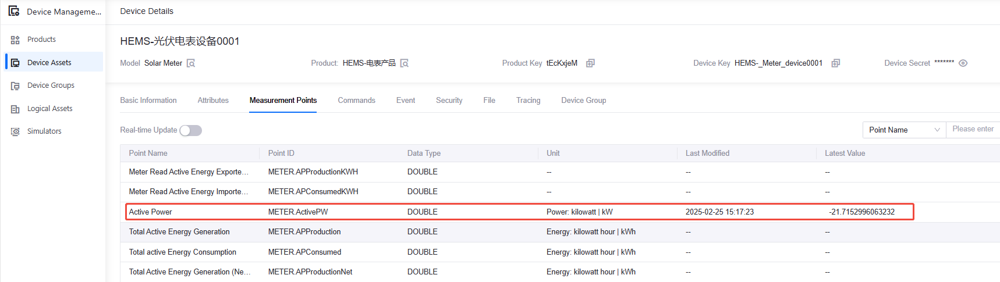 Device Manageme...
Products
Device Assets
Device Groups
Logical Assets
Simulators
Device Details
HEMS-光伏电表设备0001
Model Solar Meter Product: HEMS-电表产品 Product Key tEcKxjeM Device Key HEMS-_Meter_device0001 Device Secret *******
Basic Information Attributes Measurement Points Commands Event Security File Tracing Device Group
Real-time Update Point Name Please enter
Point Name Point ID Data Type Unit Last Modified Latest Value
Meter Read Active Energy Exporte... METER.APProductionKWH DOUBLE -- -- --
Meter Read Active Energy Importe... METER.APConsumedKWH DOUBLE -- -- --
Active Power METER.ActivePW DOUBLE Power: kilowatt | kW 2025-02-25 15:17:23 -21.7152996063232
Total Active Energy Generation METER.APProduction DOUBLE Energy: kilowatt hour | kWh -- --
Total active Energy Consumption METER.APConsumed DOUBLE Energy: kilowatt hour | kWh -- --
Total Active Energy Generation (Ne... METER.APProductionNet DOUBLE Energy: kilowatt hour | kWh -- --